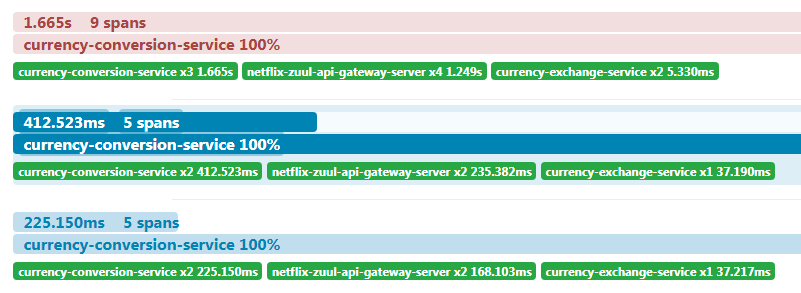 1.665s 9 spans
currency-conversion-service 100%
currency-conversion-service x3 1.665s netflix-zuul-api-gateway-server x4 1.249s currency-exchange-service x2 5.330ms
412.523ms 5 spans
currency-conversion-service 100%
currency-conversion-service x2 412.523ms netflix-zuul-api-gateway-server x2 235.382ms currency-exchange-service x1 37.190ms
225.150ms 5 spans
currency-conversion-service 100%
currency-conversion-service x2 225.150ms netflix-zuul-api-gateway-server x2 168.103ms currency-exchange-service x1 37.217ms